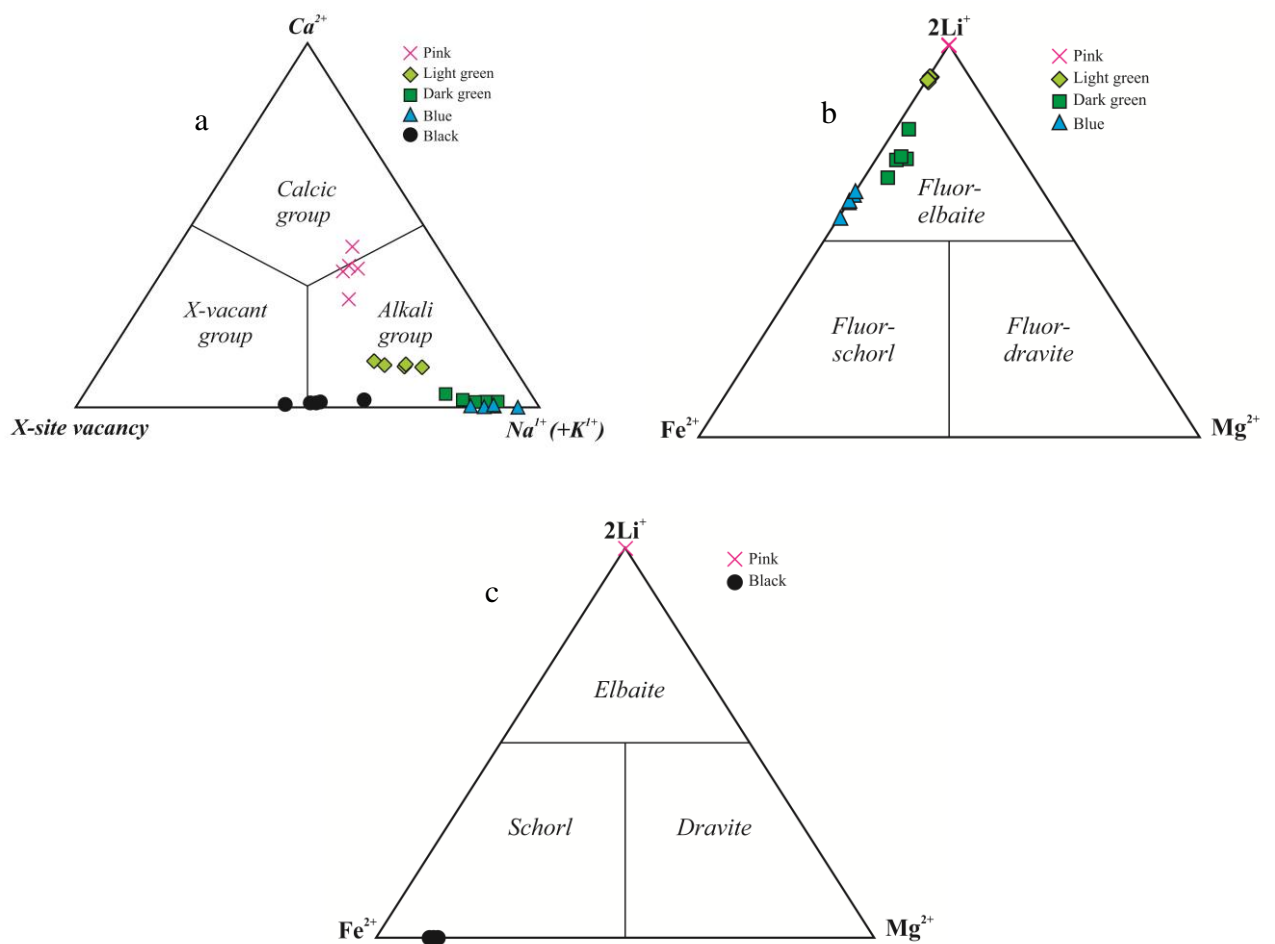 Ca²⁺
Pink
Light green
Dark green
Blue
Black
a
Calcic
group
X-vacant
group
Alkali
group
X-site vacancy
Na¹⁺(+K¹⁺)
2Li⁺
Pink
Light green
Dark green
Blue
b
Fluor-
elbaite
Fluor-
schorl
Fluor-
dravite
Fe²⁺
Mg²⁺
2Li⁺
Pink
Black
c
Elbaite
Schorl
Dravite
Fe²⁺
Mg²⁺